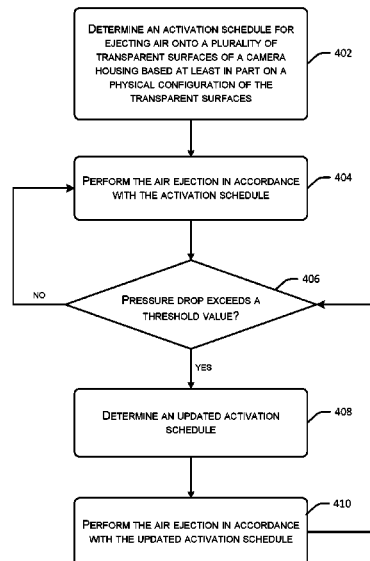 DETERMINE AN ACTIVATION SCHEDULE FOR
EJECTING AIR ONTO A PLURALITY OF
TRANSPARENT SURFACES OF A CAMERA
HOUSING BASED AT LEAST IN PART ON A
PHYSICAL CONFIGURATION OF THE
TRANSPARENT SURFACES
402
PERFORM THE AIR EJECTION IN ACCORDANCE
WITH THE ACTIVATION SCHEDULE
404
406
NO
PRESSURE DROP EXCEEDS A
THRESHOLD VALUE?
YES
DETERMINE AN UPDATED ACTIVATION
SCHEDULE
408
PERFORM THE AIR EJECTION IN ACCORDANCE
WITH THE UPDATED ACTIVATION SCHEDULE
410